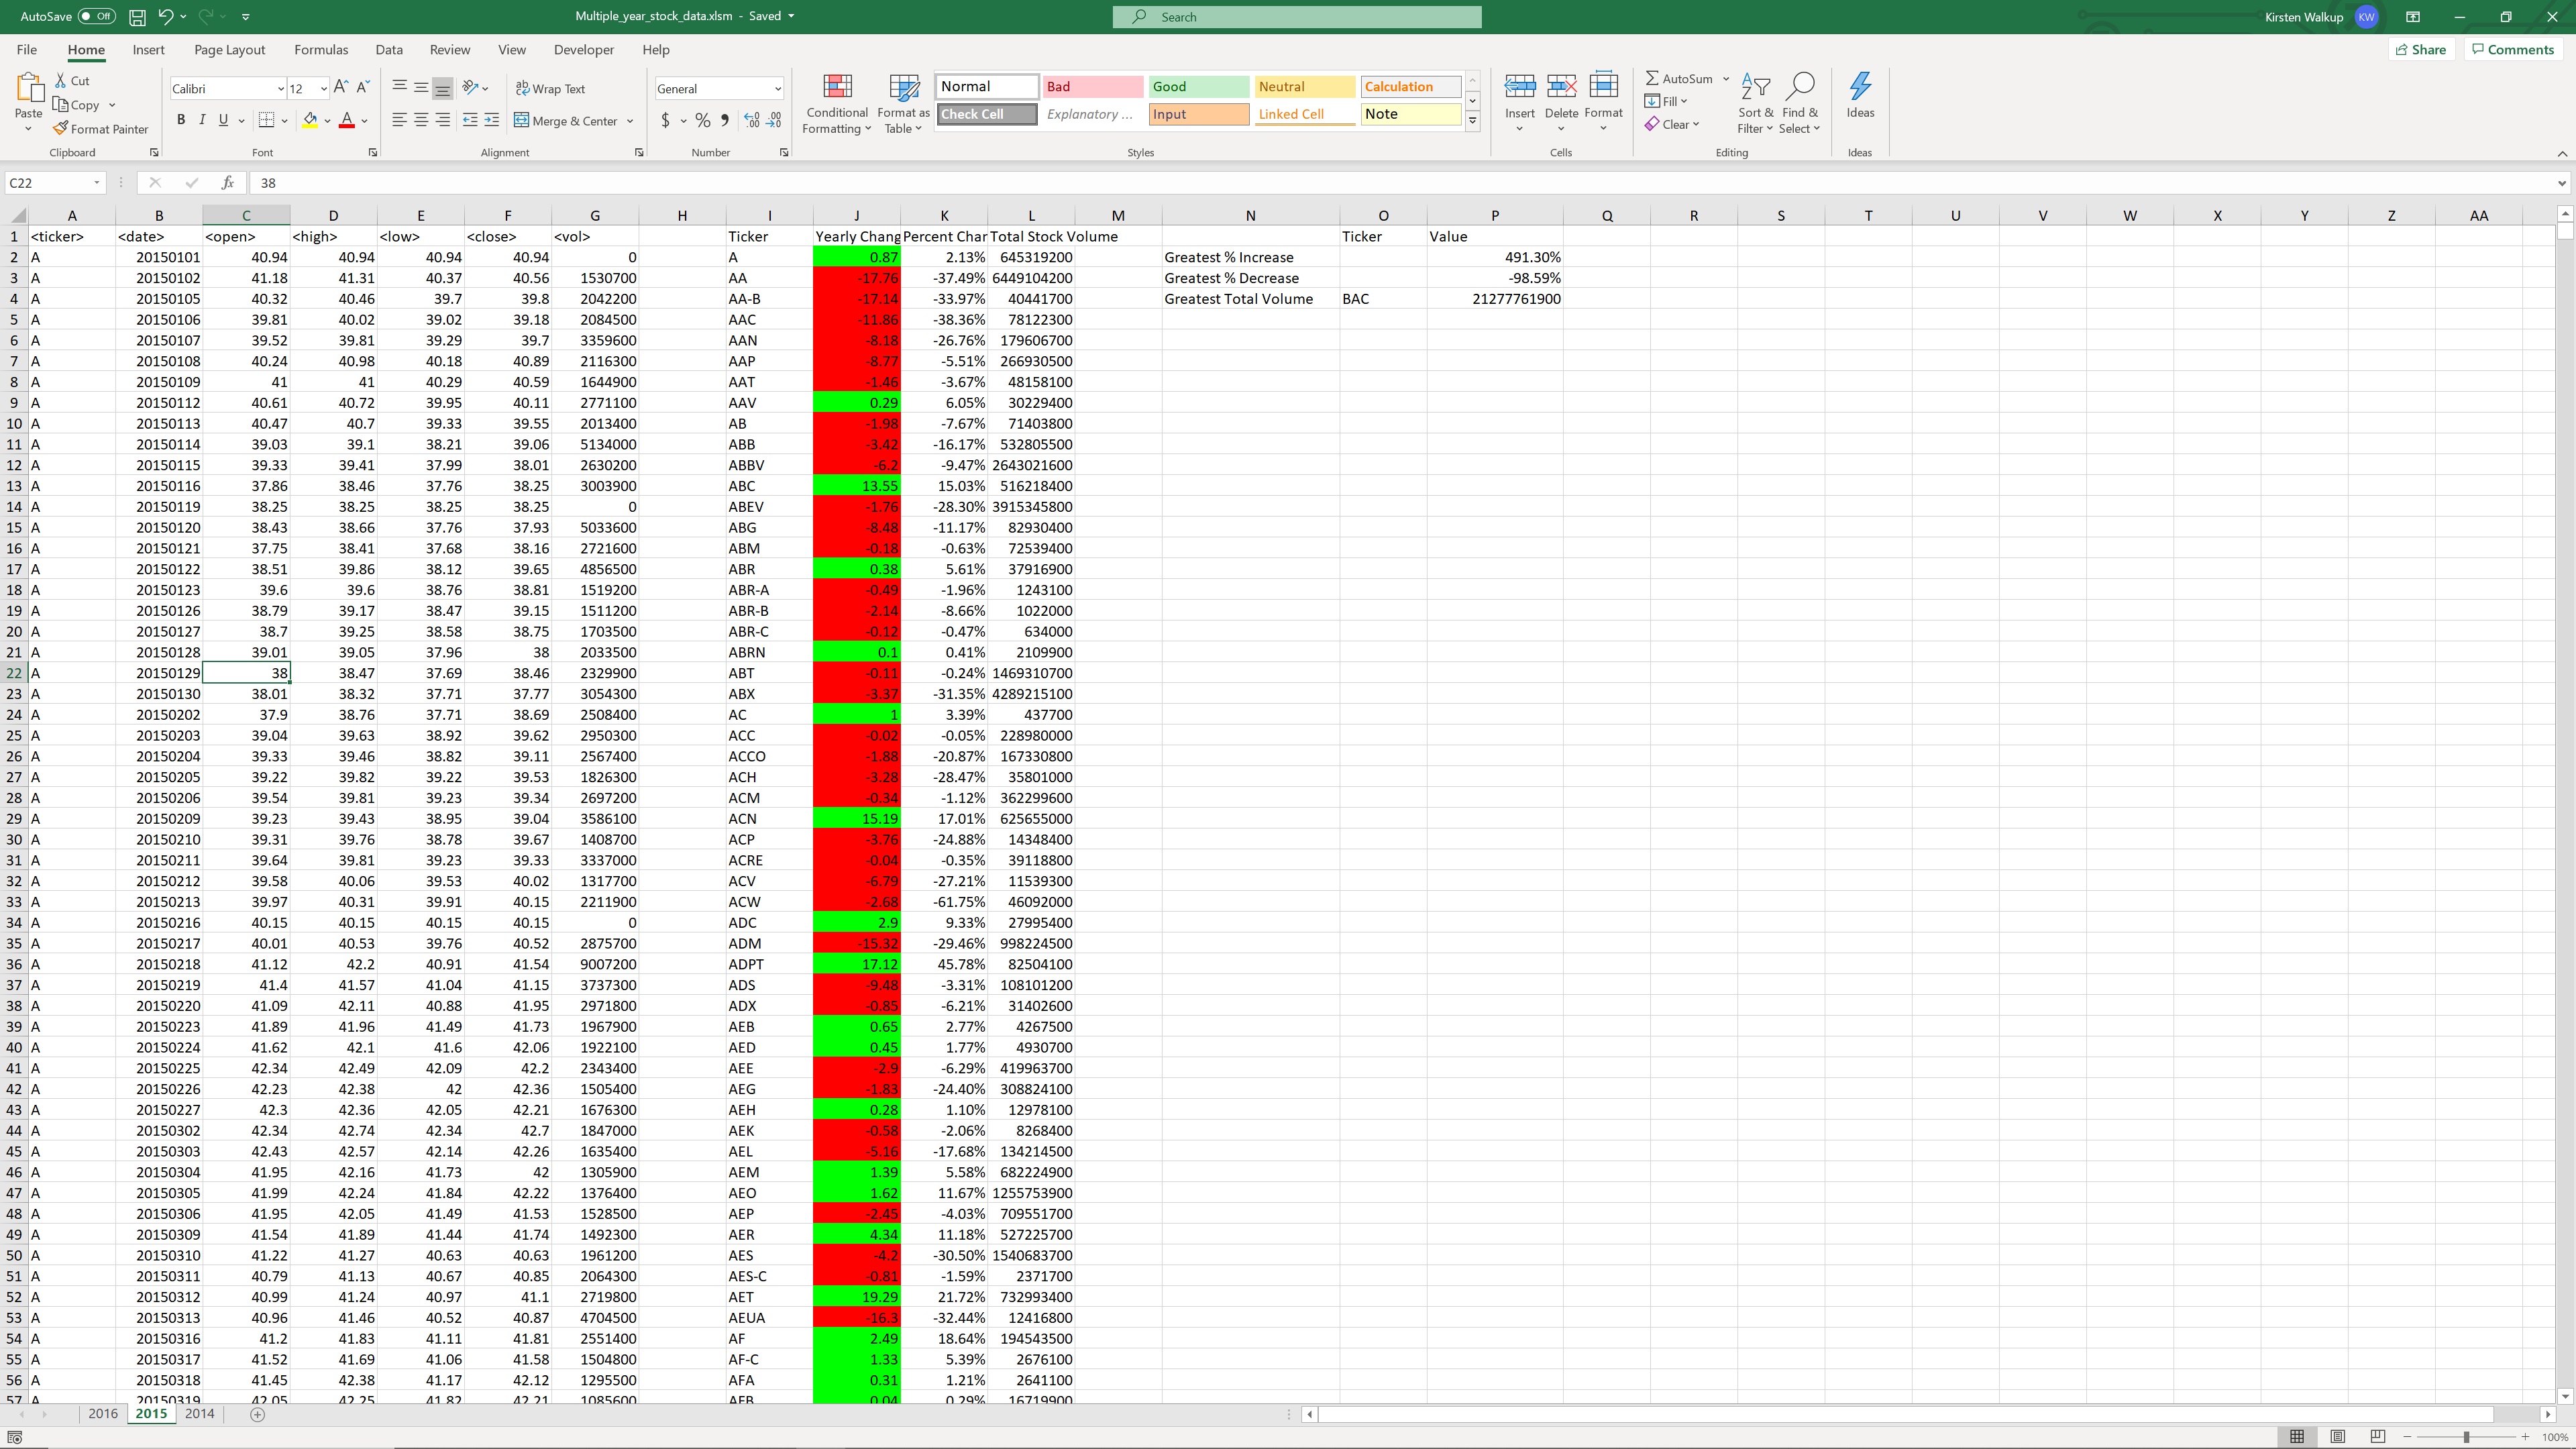 AutoSave Off Multiple_year_stock_data.xlsm - Saved Search Kirsten Walkup KW
File Home Insert Page Layout Formulas Data Review View Developer Help Share Comments
Paste Cut Copy Format Painter Clipboard
Calibri 12 B I U Font
Wrap Text Merge & Center Alignment
General $ % Number
Conditional Formatting Format as Table
Normal Bad Good Neutral Calculation
Check Cell Explanatory ... Input Linked Cell Note
Styles
Insert Delete Format Cells
AutoSum Fill Clear Sort & Filter Find & Select Editing
Ideas Ideas
C22 fx 38
A B C D E F G H I J K L M N O P Q R S T U V W X Y Z AA
1 <ticker> <date> <open> <high> <low> <close> <vol> Ticker Yearly Chang Percent Char Total Stock Volume Ticker Value
2 A 20150101 40.94 40.94 40.94 40.94 0 A 0.87 2.13% 645319200 Greatest % Increase 491.30%
3 A 20150102 41.18 41.31 40.37 40.56 1530700 AA -17.76 -37.49% 6449104200 Greatest % Decrease -98.59%
4 A 20150105 40.32 40.46 39.7 39.8 2042200 AA-B -17.14 -33.97% 40441700 Greatest Total Volume BAC 21277761900
5 A 20150106 39.81 40.02 39.02 39.18 2084500 AAC -11.86 -38.36% 78122300
6 A 20150107 39.52 39.81 39.29 39.7 3359600 AAN -8.18 -26.76% 179606700
7 A 20150108 40.24 40.98 40.18 40.89 2116300 AAP -8.77 -5.51% 266930500
8 A 20150109 41 41 40.29 40.59 1644900 AAT -1.46 -3.67% 48158100
9 A 20150112 40.61 40.72 39.95 40.11 2771100 AAV 0.29 6.05% 30229400
10 A 20150113 40.47 40.7 39.33 39.55 2013400 AB -1.98 -7.67% 71403800
11 A 20150114 39.03 39.1 38.21 39.06 5134000 ABB -3.42 -16.17% 532805500
12 A 20150115 39.33 39.41 37.99 38.01 2630200 ABBV -6.2 -9.47% 2643021600
13 A 20150116 37.86 38.46 37.76 38.25 3003900 ABC 13.55 15.03% 516218400
14 A 20150119 38.25 38.25 38.25 38.25 0 ABEV -1.76 -28.30% 3915345800
15 A 20150120 38.43 38.66 37.76 37.93 5033600 ABG -8.48 -11.17% 82930400
16 A 20150121 37.75 38.41 37.68 38.16 2721600 ABM -0.18 -0.63% 72539400
17 A 20150122 38.51 39.86 38.12 39.65 4856500 ABR 0.38 5.61% 37916900
18 A 20150123 39.6 39.6 38.76 38.81 1519200 ABR-A -0.49 -1.96% 1243100
19 A 20150126 38.79 39.17 38.47 39.15 1511200 ABR-B -2.14 -8.66% 1022000
20 A 20150127 38.7 39.25 38.58 38.75 1703500 ABR-C -0.12 -0.47% 634000
21 A 20150128 39.01 39.05 37.96 38 2033500 ABRN 0.1 0.41% 2109900
22 A 20150129 38 38.47 37.69 38.46 2329900 ABT -0.11 -0.24% 1469310700
23 A 20150130 38.01 38.32 37.71 37.77 3054300 ABX -3.37 -31.35% 4289215100
24 A 20150202 37.9 38.76 37.71 38.69 2508400 AC 1 3.39% 437700
25 A 20150203 39.04 39.63 38.92 39.62 2950300 ACC -0.02 -0.05% 228980000
26 A 20150204 39.33 39.46 38.82 39.11 2567400 ACCO -1.88 -20.87% 167330800
27 A 20150205 39.22 39.82 39.22 39.53 1826300 ACH -3.28 -28.47% 35801000
28 A 20150206 39.54 39.81 39.23 39.34 2697200 ACM -0.34 -1.12% 362299600
29 A 20150209 39.23 39.43 38.95 39.04 3586100 ACN 15.19 17.01% 625655000
30 A 20150210 39.31 39.76 38.78 39.67 1408700 ACP -3.76 -24.88% 14348400
31 A 20150211 39.64 39.81 39.23 39.33 3337000 ACRE -0.04 -0.35% 39118800
32 A 20150212 39.58 40.06 39.53 40.02 1317700 ACV -6.79 -27.21% 11539300
33 A 20150213 39.97 40.31 39.91 40.15 2211900 ACW -2.68 -61.75% 46092000
34 A 20150216 40.15 40.15 40.15 40.15 0 ADC 2.9 9.33% 27995400
35 A 20150217 40.01 40.53 39.76 40.52 2875700 ADM -15.32 -29.46% 998224500
36 A 20150218 41.12 42.2 40.91 41.54 9007200 ADPT 17.12 45.78% 82504100
37 A 20150219 41.4 41.57 41.04 41.15 3737300 ADS -9.48 -3.31% 108101200
38 A 20150220 41.09 42.11 40.88 41.95 2971800 ADX -0.85 -6.21% 31402600
39 A 20150223 41.89 41.96 41.49 41.73 1967900 AEB 0.65 2.77% 4267500
40 A 20150224 41.62 42.1 41.6 42.06 1922100 AED 0.45 1.77% 4930700
41 A 20150225 42.34 42.49 42.09 42.2 2343400 AEE -2.9 -6.29% 419963700
42 A 20150226 42.23 42.38 42 42.36 1505400 AEG -1.83 -24.40% 308824100
43 A 20150227 42.3 42.36 42.05 42.21 1676300 AEH 0.28 1.10% 12978100
44 A 20150302 42.34 42.74 42.34 42.7 1847000 AEK -0.58 -2.06% 8268400
45 A 20150303 42.43 42.57 42.14 42.26 1635400 AEL -5.16 -17.68% 134214500
46 A 20150304 41.95 42.16 41.73 42 1305900 AEM 1.39 5.58% 682224900
47 A 20150305 41.99 42.24 41.84 42.22 1376400 AEO 1.62 11.67% 1255753900
48 A 20150306 41.95 42.05 41.49 41.53 1528500 AEP -2.45 -4.03% 709551700
49 A 20150309 41.54 41.89 41.44 41.74 1492300 AER 4.34 11.18% 527225700
50 A 20150310 41.22 41.27 40.63 40.63 1961200 AES -4.2 -30.50% 1540683700
51 A 20150311 40.79 41.13 40.67 40.85 2064300 AES-C -0.81 -1.59% 2371700
52 A 20150312 40.99 41.24 40.97 41.1 2719800 AET 19.29 21.72% 732993400
53 A 20150313 40.96 41.46 40.52 40.87 4704500 AEUA -16.3 -32.44% 12416800
54 A 20150316 41.2 41.83 41.11 41.81 2551400 AF 2.49 18.64% 194543500
55 A 20150317 41.52 41.69 41.06 41.58 1504800 AF-C 1.33 5.39% 2676100
56 A 20150318 41.45 42.38 41.17 42.12 1295500 AFA 0.31 1.21% 2641100
57 A 20150319 42.05 42.25 41.82 42.21 1085600 AFB 0.04 0.29% 16719900
2016 2015 2014
100%